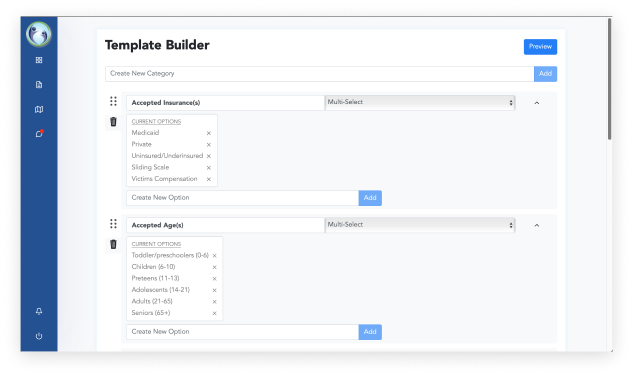 Template Builder
Preview
Create New Category
Add
Accepted Insurance(s)
Multi-Select
CURRENT OPTIONS
Medicaid ×
Private ×
Uninsured/Underinsured ×
Sliding Scale ×
Victims Compensation ×
Create New Option
Add
Accepted Age(s)
Multi-Select
CURRENT OPTIONS
Toddler/preschoolers (0-6) ×
Children (6-10) ×
Preteens (11-13) ×
Adolescents (14-21) ×
Adults (21-65) ×
Seniors (65+) ×
Create New Option
Add